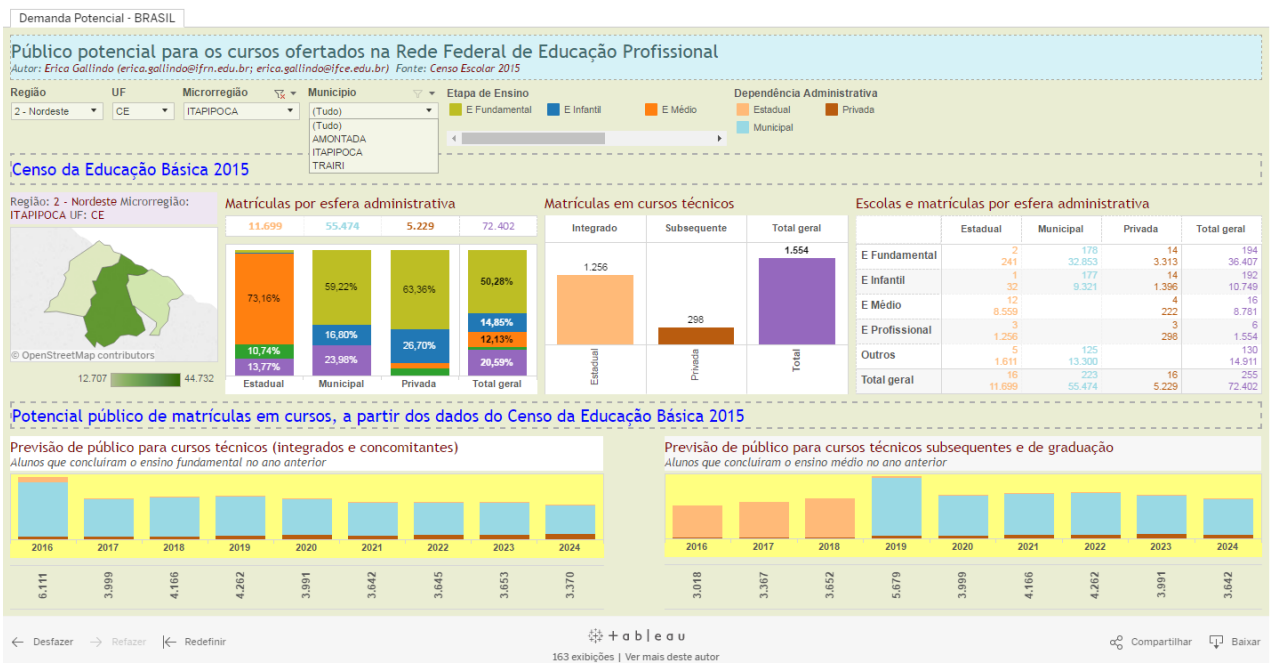 Demanda Potencial - BRASIL
Público potencial para os cursos ofertados na Rede Federal de Educação Profissional
Autor: Erica Gallindo (erica.gallindo@ifrn.edu.br; erica.gallindo@ifce.edu.br) Fonte: Censo Escolar 2015
Região UF Microrregião Municipio Etapa de Ensino Dependência Administrativa
2 - Nordeste CE ITAPIPOCA (Tudo) E Fundamental E Infantil E Médio Estadual Privada
Municipal
(Tudo)
AMONTADA
ITAPIPOCA
TRAIRI
Censo da Educação Básica 2015
Região: 2 - Nordeste Microrregião:
ITAPIPOCA UF: CE
© OpenStreetMap contributors
12.707 44.732
Matrículas por esfera administrativa
11.699 55.474 5.229 72.402
73,16% 59,22% 63,36% 50,28%
16,80% 26,70% 14,85%
12,13%
10,74%
13,77% 23,98% 20,59%
Estadual Municipal Privada Total geral
Matrículas em cursos técnicos
Integrado Subsequente Total geral
1.256 298 1.554
Estadual Privada Total
Escolas e matrículas por esfera administrativa
Estadual Municipal Privada Total geral
E Fundamental 2 178 14 194
241 32.853 3.313 36.407
E Infantil 1 177 14 192
32 9.321 1.396 10.749
E Médio 12 4 16
8.559 222 8.781
E Profissional 3 3 6
1.256 298 1.554
Outros 5 125 130
1.611 13.300 14.911
Total geral 16 223 16 255
11.699 55.474 5.229 72.402
Potencial público de matrículas em cursos, a partir dos dados do Censo da Educação Básica 2015
Previsão de público para cursos técnicos (integrados e concomitantes)
Alunos que concluiram o ensino fundamental no ano anterior
2016 2017 2018 2019 2020 2021 2022 2023 2024
6.111 3.999 4.166 4.262 3.991 3.642 3.645 3.653 3.370
Previsão de público para cursos técnicos subsequentes e de graduação
Alunos que concluíram o ensino médio no ano anterior
2016 2017 2018 2019 2020 2021 2022 2023 2024
3.018 3.367 3.652 5.679 3.999 4.166 4.262 3.991 3.642
Desfazer Refazer Redefinir
+ableau
163 exibições | Ver mais deste autor
Compartilhar Baixar